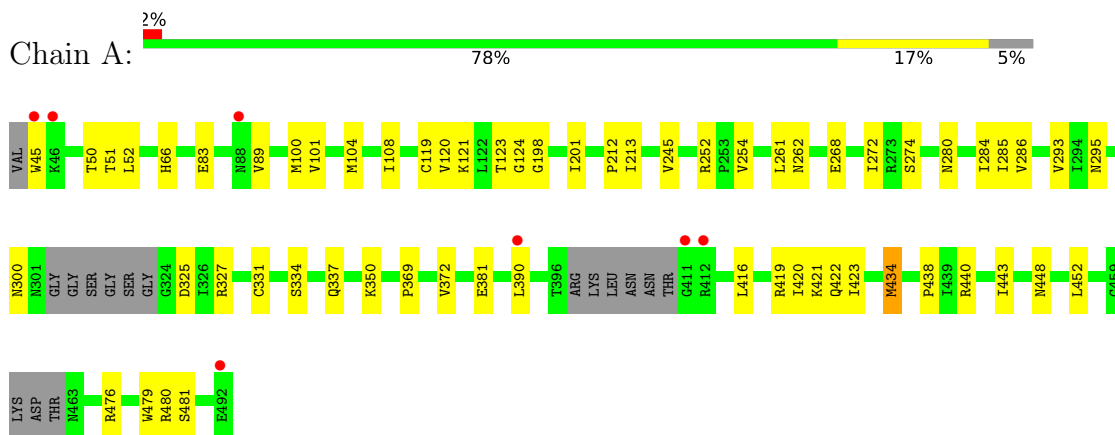 2%
Chain A:
78% 17% 5%
VAL W45 K46 T50 T51 L52 H66 E83 N88 V89 M100 V101 M104 I108 C119 V120 K121 L122 T123 G124 G198 I201 P212 I213 V245 R252 P253 V254 L261 N262 E268 I272 R273 S274 N280 I284 I285 V286 V293 I294 N295
N300 N301 GLY GLY SER GLY SER GLY G324 D325 I326 R327 C331 S334 Q337 K350 P369 V372 E381 L390 T396 ARG LYS LEU ASN ASN THR G411 R412 L416 R419 I420 K421 Q422 I423 M434 P438 I439 R440 I443 N448 L452 C459
LYS ASP THR N463 R476 W479 R480 S481 E492